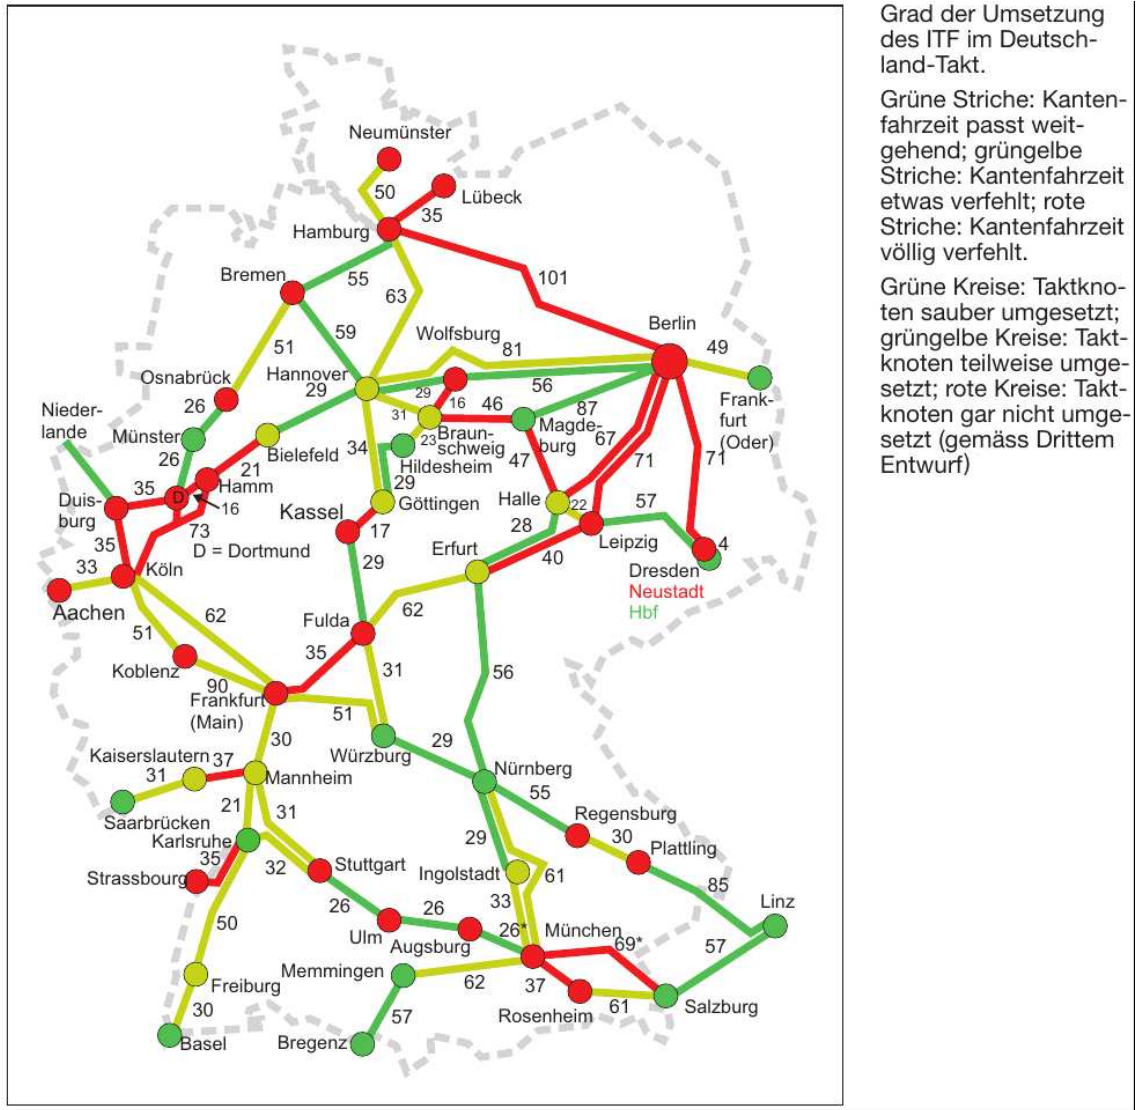 Neumünster
50
Lübeck
35
Hamburg
101
Bremen
55
63
Berlin
Wolfsburg
81
49
59
51
Hannover
29
56
Osnabrück
29
16
Frank-
furt
(Oder)
26
Nieder-
lande
31
46
87
Münster
Braun-
schweig
Magde-
burg
67
34
23
26
Bielefeld
Hildesheim
71
71
21
47
35
Hamm
29
Duis-
burg
D
16
Göttingen
Halle
22
57
Kassel
17
28
Leipzig
73
D = Dortmund
35
Erfurt
40
4
33
Köln
29
Dresden
Neustadt
Hbf
Aachen
62
62
51
Fulda
35
31
56
Koblenz
90
Frankfurt
(Main)
51
30
29
Würzburg
Kaiserslautern
37
31
Mannheim
Nürnberg
55
Saarbrücken
21
31
Regensburg
Karlsruhe
29
30
35
32
Stuttgart
Ingolstadt
61
Plattling
Strassbourg
85
33
Linz
50
26
26
26*
München
Ulm
Augsburg
69*
57
Memmingen
Freiburg
62
37
61
30
Rosenheim
Salzburg
57
Basel
Bregenz
Grad der Umsetzung
des ITF im Deutsch-
land-Takt.
Grüne Striche: Kanten-
fahrzeit passt weit-
gehend; grüngelbe
Striche: Kantenfahrzeit
etwas verfehlt; rote
Striche: Kantenfahrzeit
völlig verfehlt.
Grüne Kreise: Taktkno-
ten sauber umgesetzt;
grüngelbe Kreise: Takt-
knoten teilweise umge-
setzt; rote Kreise: Takt-
knoten gar nicht umge-
setzt (gemäss Drittem
Entwurf)